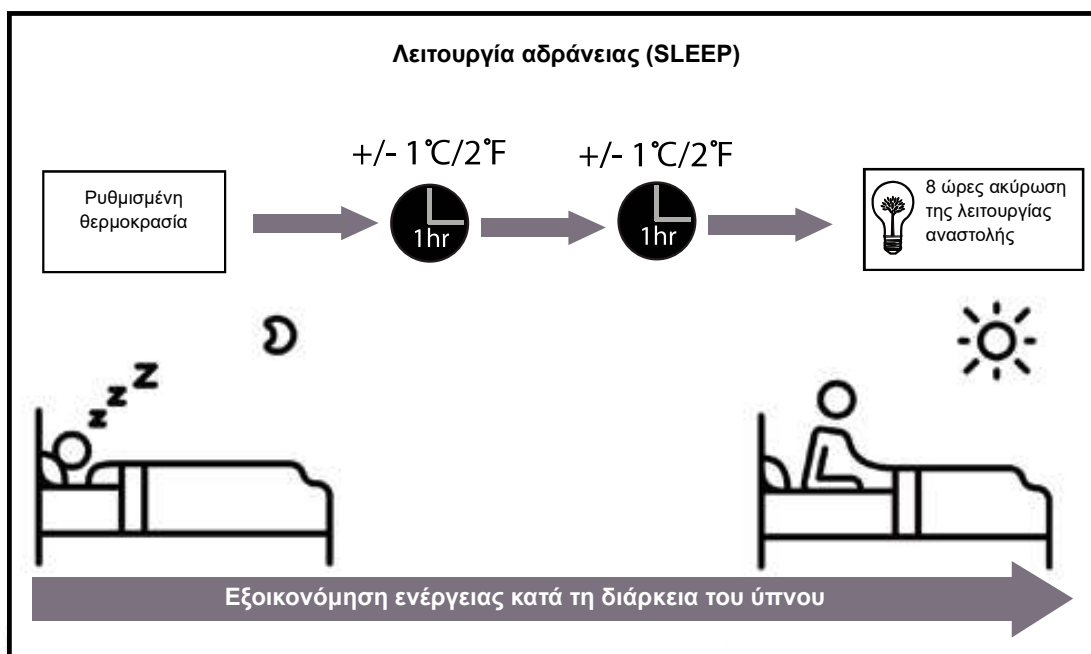 Λειτουργία αδράνειας (SLEEP)
+/- 1°C/2°F
+/- 1°C/2°F
Ρυθμισμένη
θερμοκρασία
1hr
1hr
8 ώρες ακύρωση
της λειτουργίας
αναστολής
z z Z
Εξοικονόμηση ενέργειας κατά τη διάρκεια του ύπνου